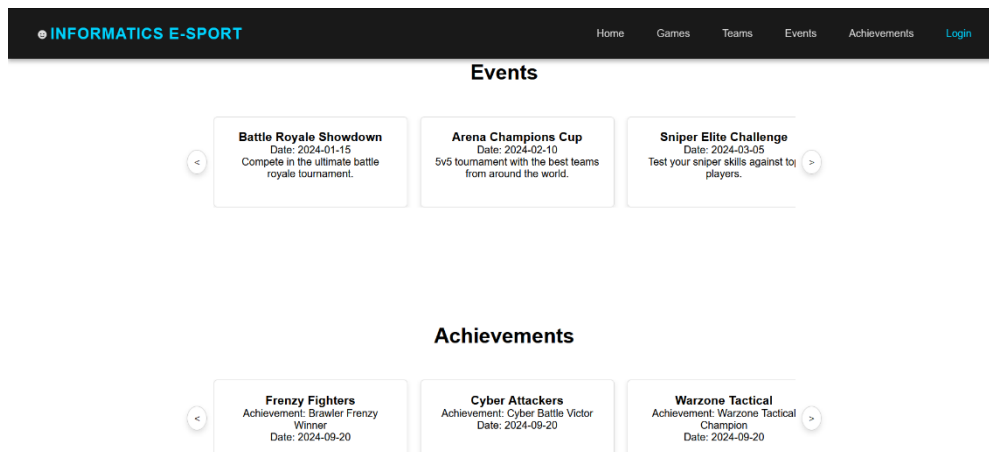 INFORMATICS E-SPORT
Home Games Teams Events Achievements Login
Events
<
Battle Royale Showdown
Date: 2024-01-15
Compete in the ultimate battle
royale tournament.
Arena Champions Cup
Date: 2024-02-10
5v5 tournament with the best teams
from around the world.
Sniper Elite Challenge
Date: 2024-03-05
Test your sniper skills against
players.
>
Achievements
<
Frenzy Fighters
Achievement: Brawler Frenzy
Winner
Date: 2024-09-20
Cyber Attackers
Achievement: Cyber Battle Victor
Date: 2024-09-20
Warzone Tactical
Achievement: Warzone Tactical
Champion
Date: 2024-09-20
>